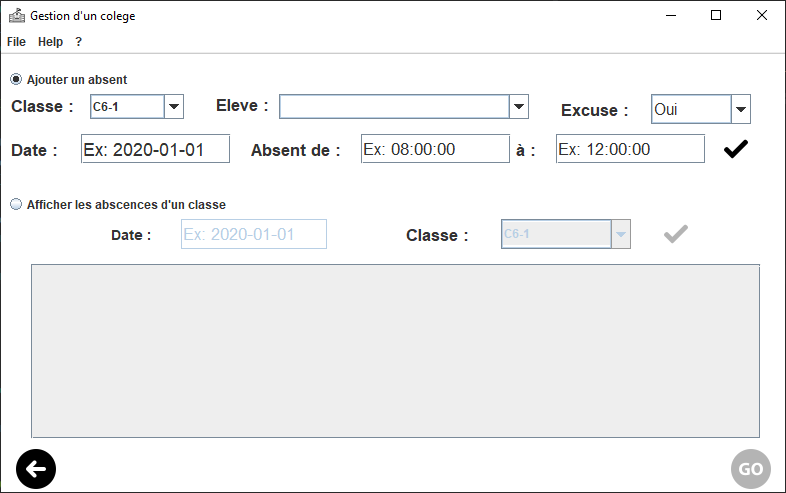 Gestion d'un colege
File Help ?
Ajouter un absent
Classe : C6-1 Eleve : Excuse : Oui
Date : Ex: 2020-01-01 Absent de : Ex: 08:00:00 à : Ex: 12:00:00
Afficher les abscences d'un classe
Date : Ex: 2020-01-01 Classe : C6-1
GO